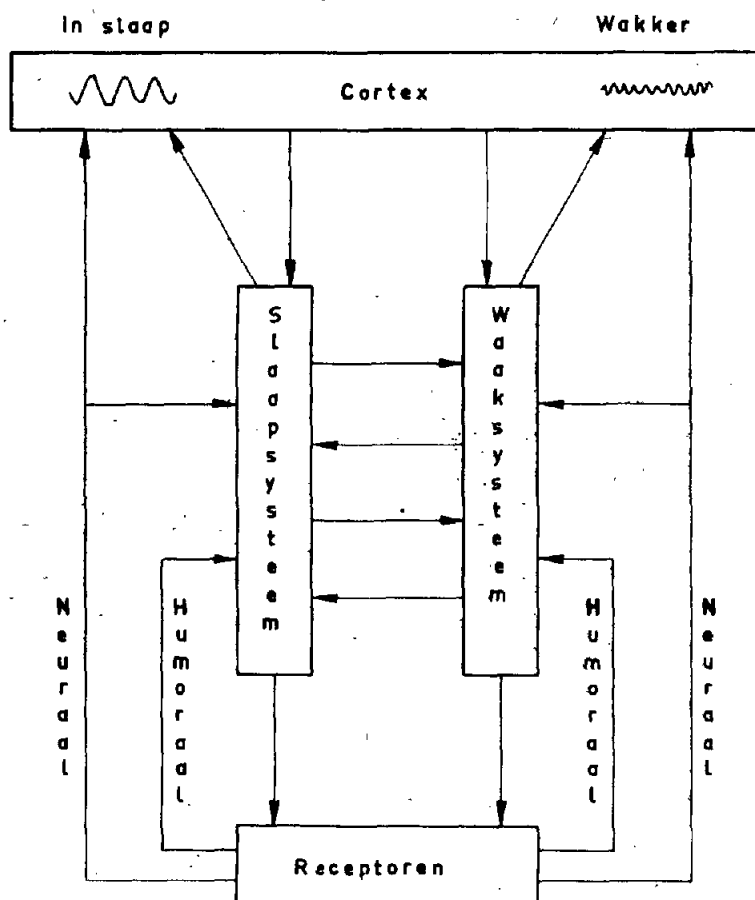 In slaap
Wakker
Cortex
Slaapsysteem
Waaksysteem
Neuraal
Humoraal
Humoraal
Neuraal
Receptoren